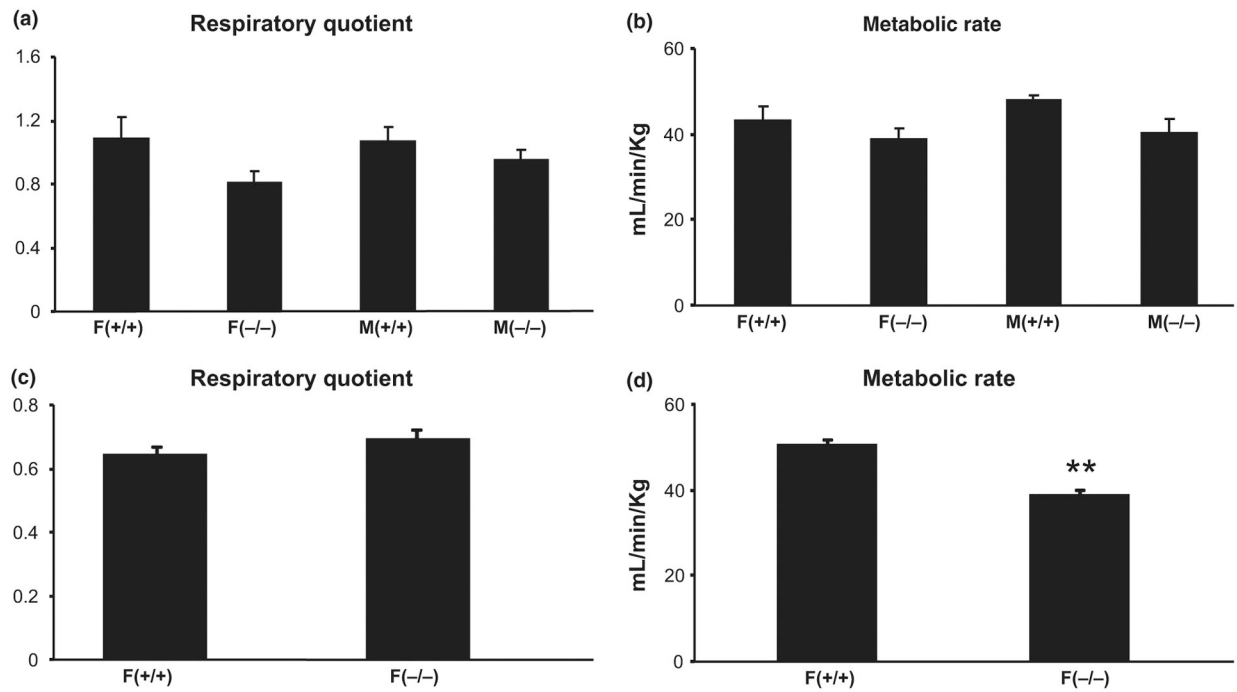 (a)
Respiratory quotient
1.6
1.2
0.8
0.4
0
F(+/+) F(–/–) M(+/+) M(–/–)
(b)
Metabolic rate
mL/min/Kg
60
40
20
0
F(+/+) F(–/–) M(+/+) M(–/–)
(c)
Respiratory quotient
0.8
0.6
0.4
0.2
0
F(+/+) F(–/–)
(d)
Metabolic rate
mL/min/Kg
60
40
20
0
**
F(+/+) F(–/–)